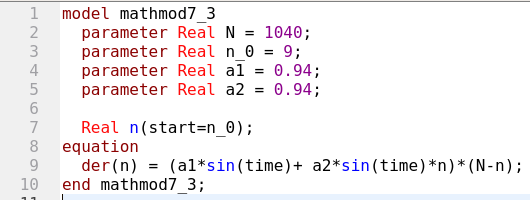 1 model mathmod7_3
2 parameter Real N = 1040;
3 parameter Real n_0 = 9;
4 parameter Real a1 = 0.94;
5 parameter Real a2 = 0.94;
6
7 Real n(start=n_0);
8 equation
9 der(n) = (a1*sin(time)+ a2*sin(time)*n)*(N-n);
10 end mathmod7_3;
11